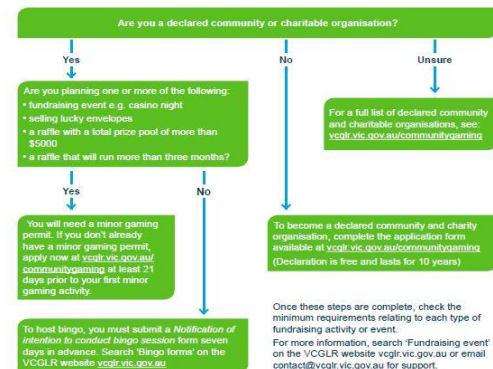 Are you a declared community or charitable organisation?
Yes
No
Unsure
Are you planning one or more of the following:
• fundraising event e.g. casino night
• selling lucky envelopes
• a raffle with a total prize pool of more
than
$5000
• a raffle that will run more than three months?
For a full list of declared community
and charitable organisations, see:
vcglr.vic.gov.au/communitygaming
Yes
No
You will need a minor gaming
permit. If you don't already
have a minor gaming permit,
apply now at vcglr.vic.gov.au/
communitygaming at least 21
days prior to your first minor
gaming activity.
To become a declared community and charity
organisation, complete the application form
available at vcglr.vic.gov.au/communitygaming
(Declaration is free and lasts for 10 years)
To host bingo, you must submit a Notification of
intention to conduct bingo session form seven
days in advance. Search 'Bingo forms' on the
VCGLR website vcglr.vic.gov.au
Once these steps are complete, check the
minimum requirements relating to each type of
fundraising activity or event.
For more information, search 'Fundraising event'
on the VCGLR website vcglr.vic.gov.au or email
contact@vcglr.vic.gov.au for support.